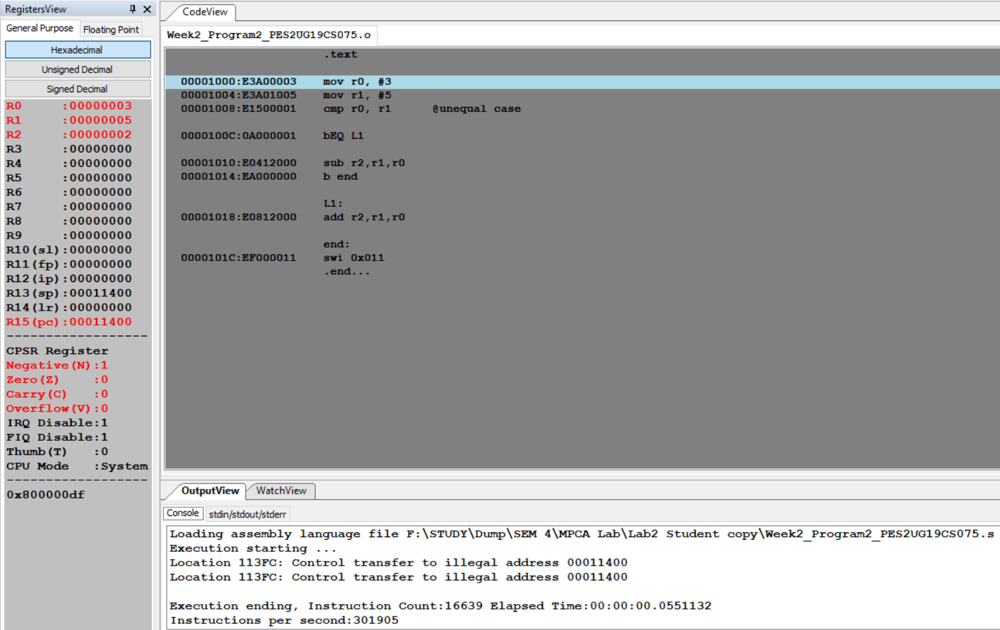 RegistersView
General Purpose Floating Point
Hexadecimal
Unsigned Decimal
Signed Decimal
R0 :00000003
R1 :00000005
R2 :00000002
R3 :00000000
R4 :00000000
R5 :00000000
R6 :00000000
R7 :00000000
R8 :00000000
R9 :00000000
R10(sl):00000000
R11(fp):00000000
R12(ip):00000000
R13(sp):00011400
R14(lr):00000000
R15(pc):00011400
------------------
CPSR Register
Negative(N):1
Zero(Z) :0
Carry(C) :0
Overflow(V):0
IRQ Disable:1
FIQ Disable:1
Thumb(T) :0
CPU Mode :System
------------------
0x800000df
CodeView
Week2_Program2_PES2UG19CS075.o
.text
00001000:E3A00003 mov r0, #3
00001004:E3A01005 mov r1, #5
00001008:E1500001 cmp r0, r1 @unequal case
0000100C:0A000001 bEQ L1
00001010:E0412000 sub r2,r1,r0
00001014:EA000000 b end
L1:
00001018:E0812000 add r2,r1,r0
end:
0000101C:EF000011 swi 0x011
.end...
OutputView WatchView
Console stdin/stdout/stderr
Loading assembly language file F:\STUDY\Dump\SEM 4\MPCA Lab\Lab2 Student copy\Week2_Program2_PES2UG19CS075.s
Execution starting ...
Location 113FC: Control transfer to illegal address 00011400
Location 113FC: Control transfer to illegal address 00011400
Execution ending, Instruction Count:16639 Elapsed Time:00:00:00.0551132
Instructions per second:301905